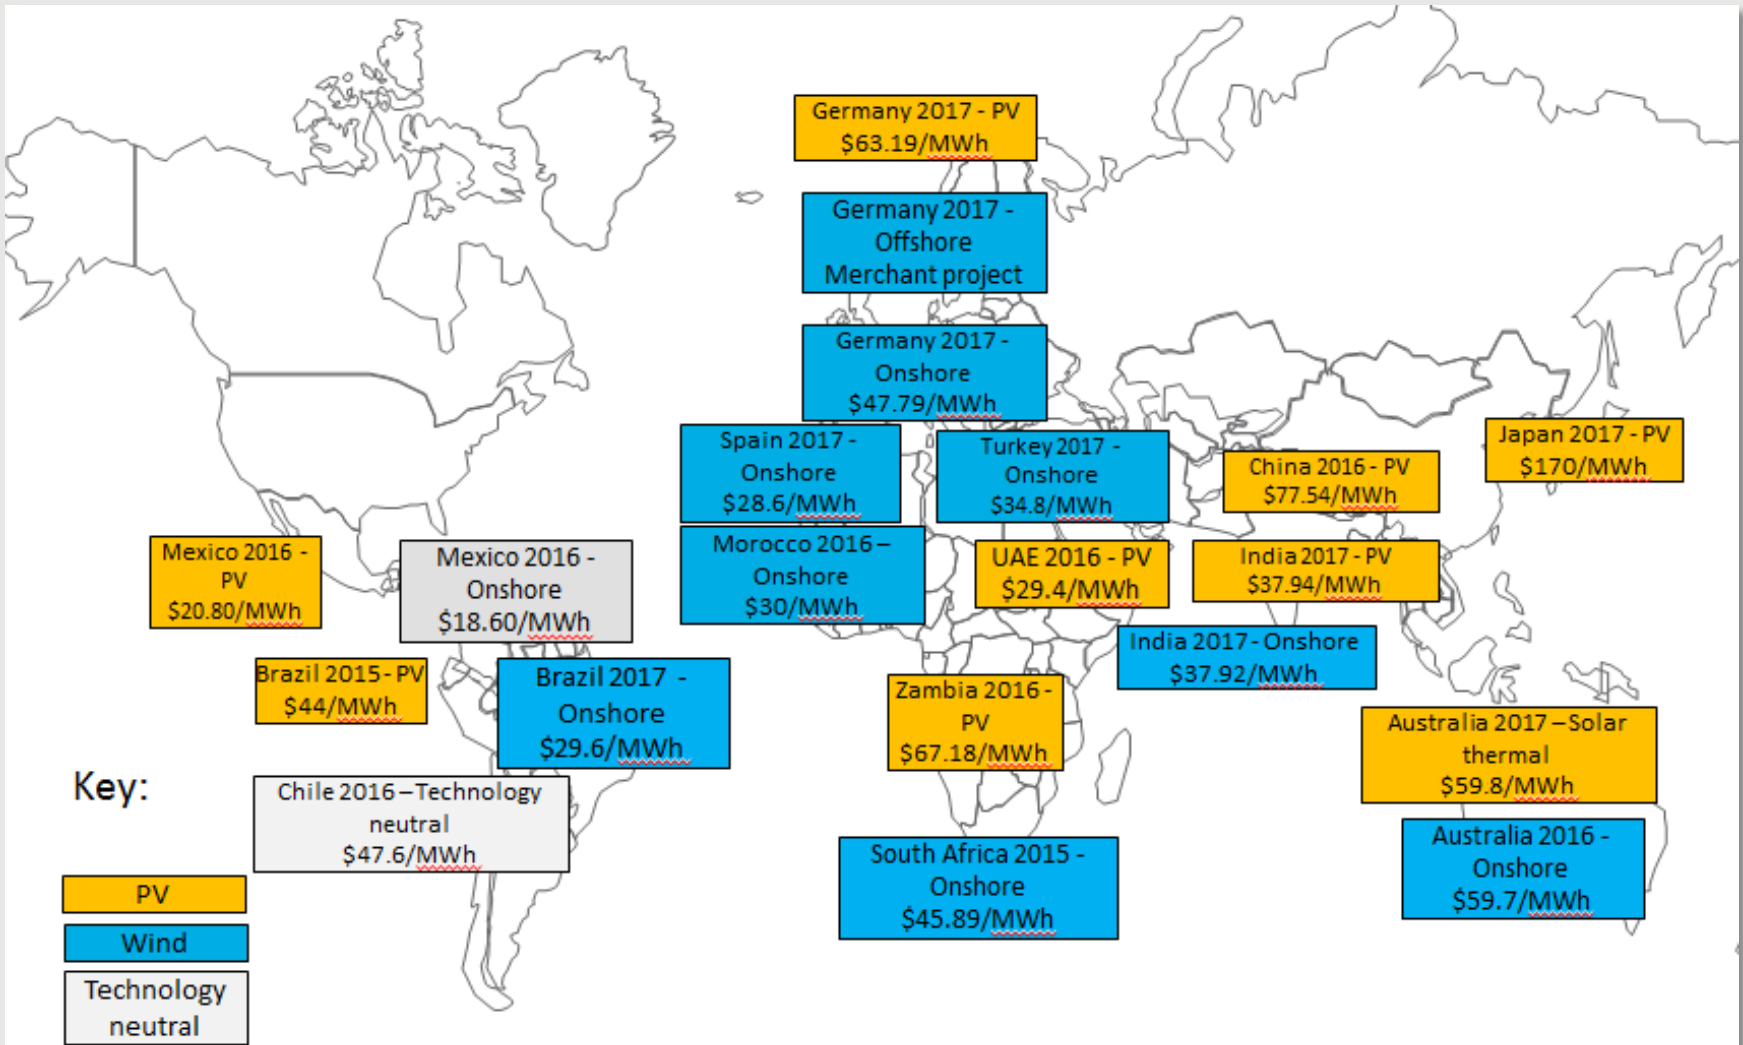 Germany 2017 - PV
$63.19/MWh
Germany 2017 -
Offshore
Merchant project
Germany 2017 -
Onshore
$47.79/MWh
Spain 2017 -
Onshore
$28.6/MWh
Turkey 2017 -
Onshore
$34.8/MWh
China 2016 - PV
$77.54/MWh
Japan 2017 - PV
$170/MWh
Mexico 2016 -
PV
$20.80/MWh
Mexico 2016 -
Onshore
$18.60/MWh
Morocco 2016 –
Onshore
$30/MWh
UAE 2016 - PV
$29.4/MWh
India 2017 - PV
$37.94/MWh
India 2017 - Onshore
$37.92/MWh
Brazil 2015 - PV
$44/MWh
Brazil 2017 -
Onshore
$29.6/MWh
Zambia 2016 -
PV
$67.18/MWh
Australia 2017 – Solar
thermal
$59.8/MWh
Chile 2016 – Technology
neutral
$47.6/MWh
South Africa 2015 -
Onshore
$45.89/MWh
Australia 2016 -
Onshore
$59.7/MWh
Key:
PV
Wind
Technology
neutral